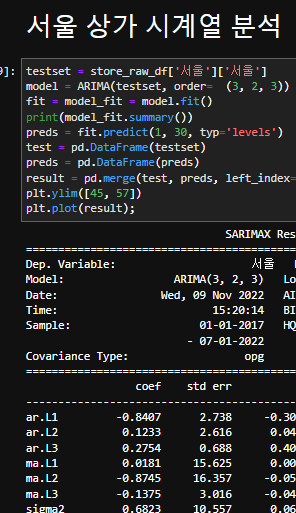 서울 상가 시계열 분석
9]: testset = store_raw_df['서울']['서울']
model = ARIMA(testset, order= (3, 2, 3))
fit = model_fit = model.fit()
print(model_fit.summary())
preds = fit.predict(1, 30, typ='levels')
test = pd.DataFrame(testset)
preds = pd.DataFrame(preds)
result = pd.merge(test, preds, left_index=
plt.ylim([45, 57])
plt.plot(result);
SARIMAX Res
Dep. Variable: 서울
Model: ARIMA(3, 2, 3) Lo
Date: Wed, 09 Nov 2022 AI
Time: 15:20:14 BI
Sample: 01-01-2017 HQ
- 07-01-2022
Covariance Type: opg
coef std err
ar.L1 -0.8407 2.738 -0.30
ar.L2 0.1233 2.616 0.04
ar.L3 0.2754 0.688 0.40
ma.L1 0.0181 15.625 0.00
ma.L2 -0.8745 16.357 -0.05
ma.L3 -0.1375 3.016 -0.04
sigma2 0.6823 10.557 0.06